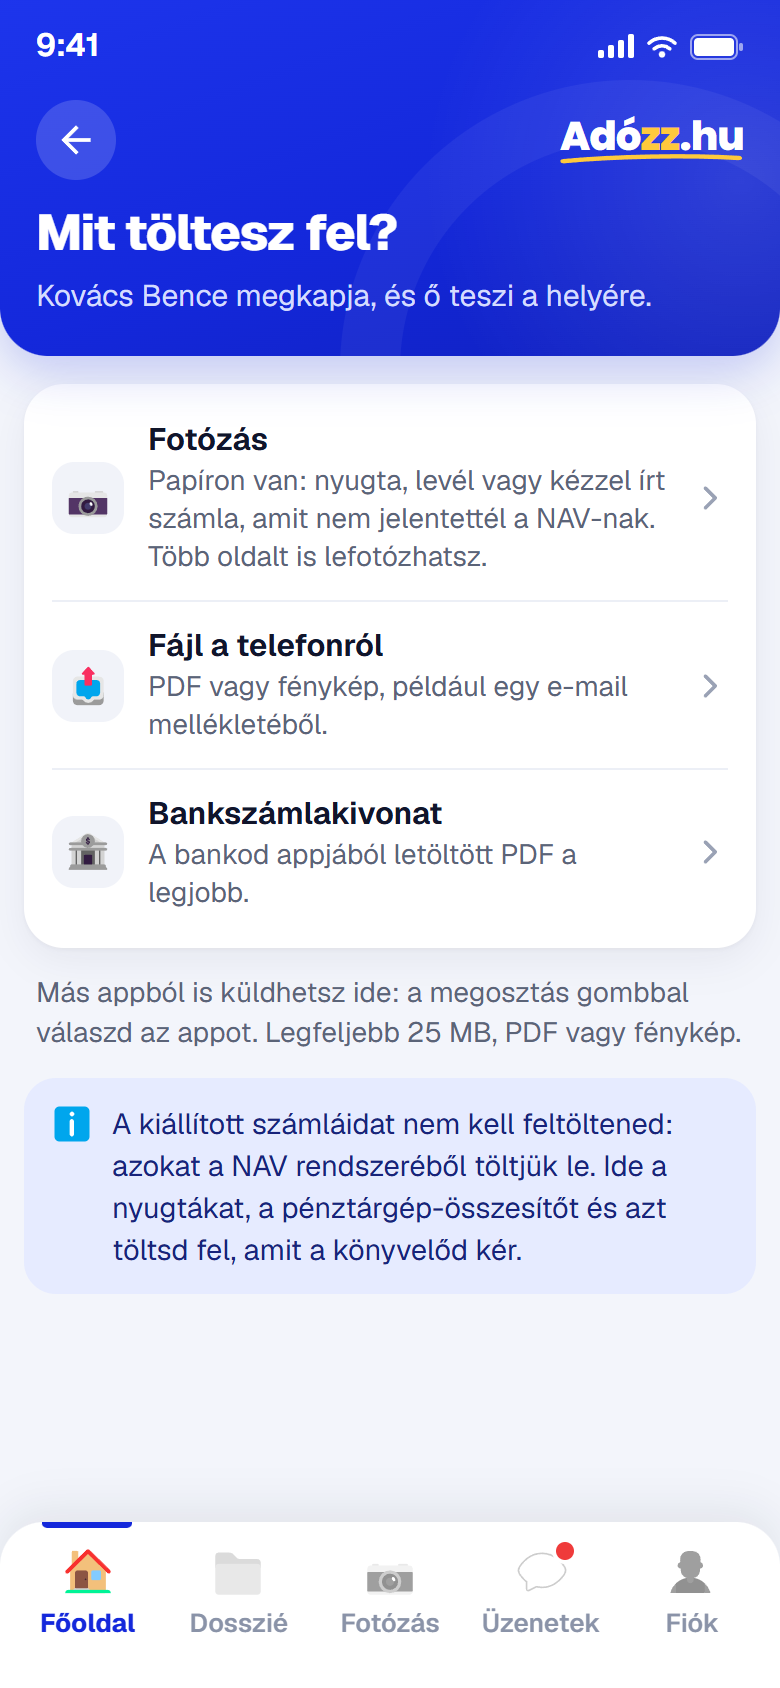 9:41
Adózz.hu
Mit töltesz fel?
Kovács Bence megkapja, és ő teszi a helyére.
Fotózás
Papíron van: nyugta, levél vagy kézzel írt
számla, amit nem jelentettél a NAV-nak.
Több oldalt is lefotózhatsz.
Fájl a telefonról
PDF vagy fénykép, például egy e-mail
mellékletéből.
Bankszámlakivonat
A bankod appjából letöltött PDF a
legjobb.
Más appból is küldhetsz ide: a megosztás gombbal
válaszd az appot. Legfeljebb 25 MB, PDF vagy fénykép.
A kiállított számláidat nem kell feltöltened:
azokat a NAV rendszeréből töltjük le. Ide a
nyugtákat, a pénztárgép-összesítőt és azt
töltsd fel, amit a könyvelőd kér.
Főoldal
Dosszié
Fotózás
Üzenetek
Fiók